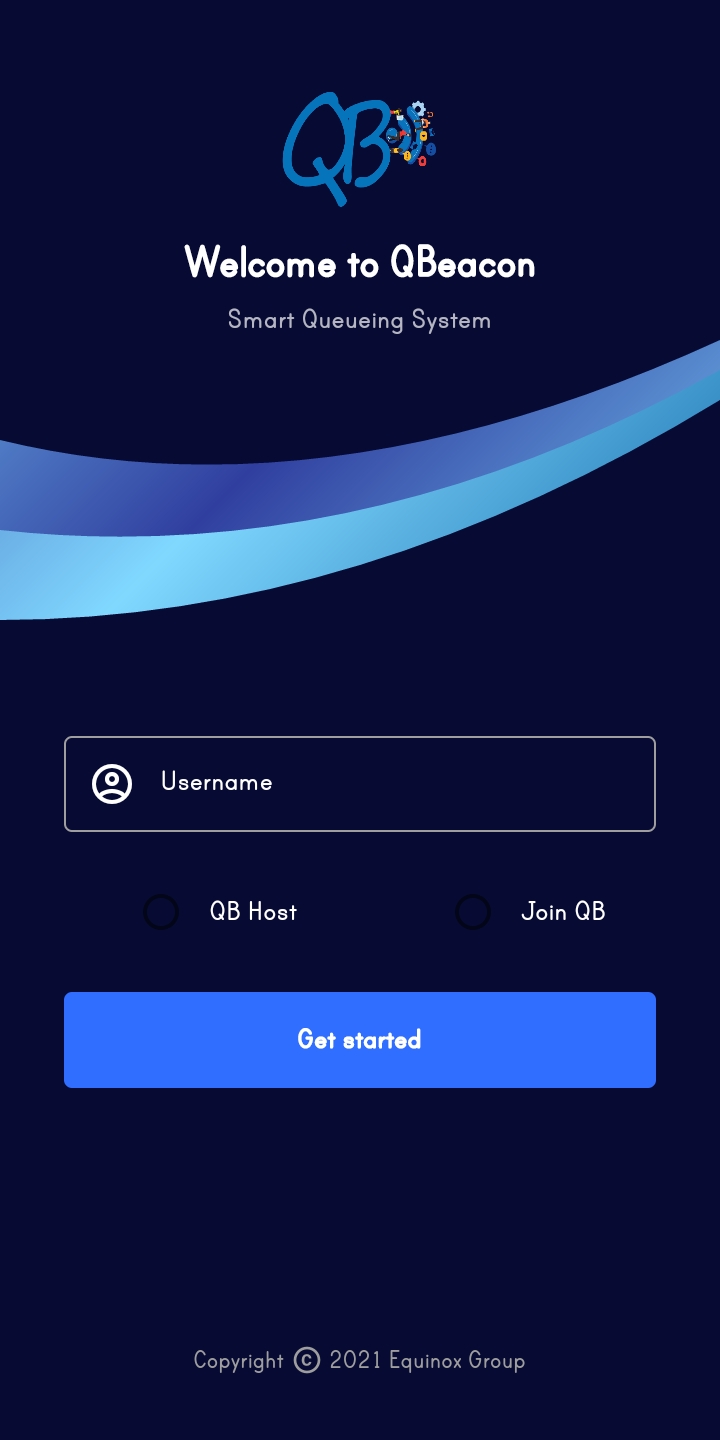 QB
Welcome to QBeacon
Smart Queueing System
Username
QB Host
Join QB
Get started
Copyright © 2021 Equinox Group